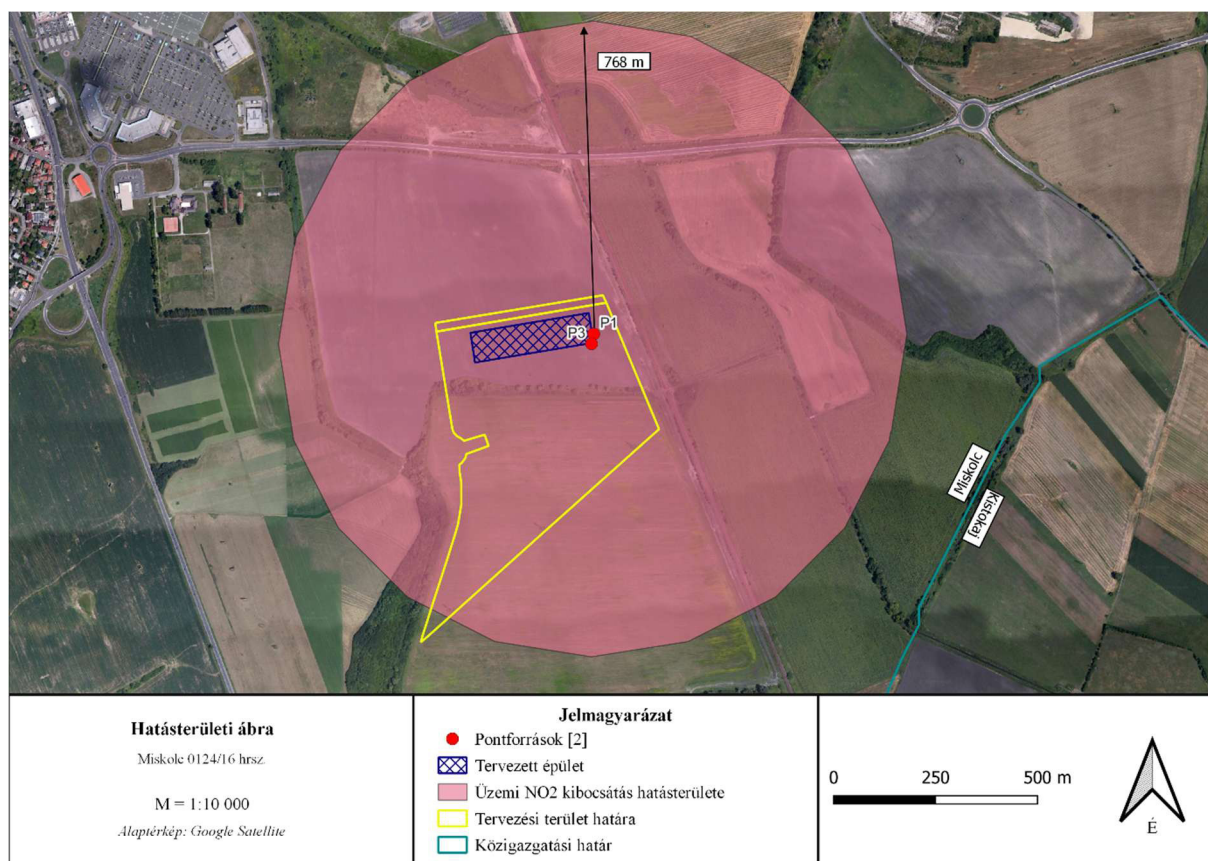 768 m
P1
P3
Miskolc
Kistokaj
Hatásterületi ábra
Miskolc 0124/16 hrsz.
M = 1:10 000
Alaptérkép: Google Satellite
Jelmagyarázat
Pontforrások [2]
Tervezett épület
Üzemi NO2 kibocsátás hatásterülete
Tervezési terület határa
Közigazgatási határ
0 250 500 m
É